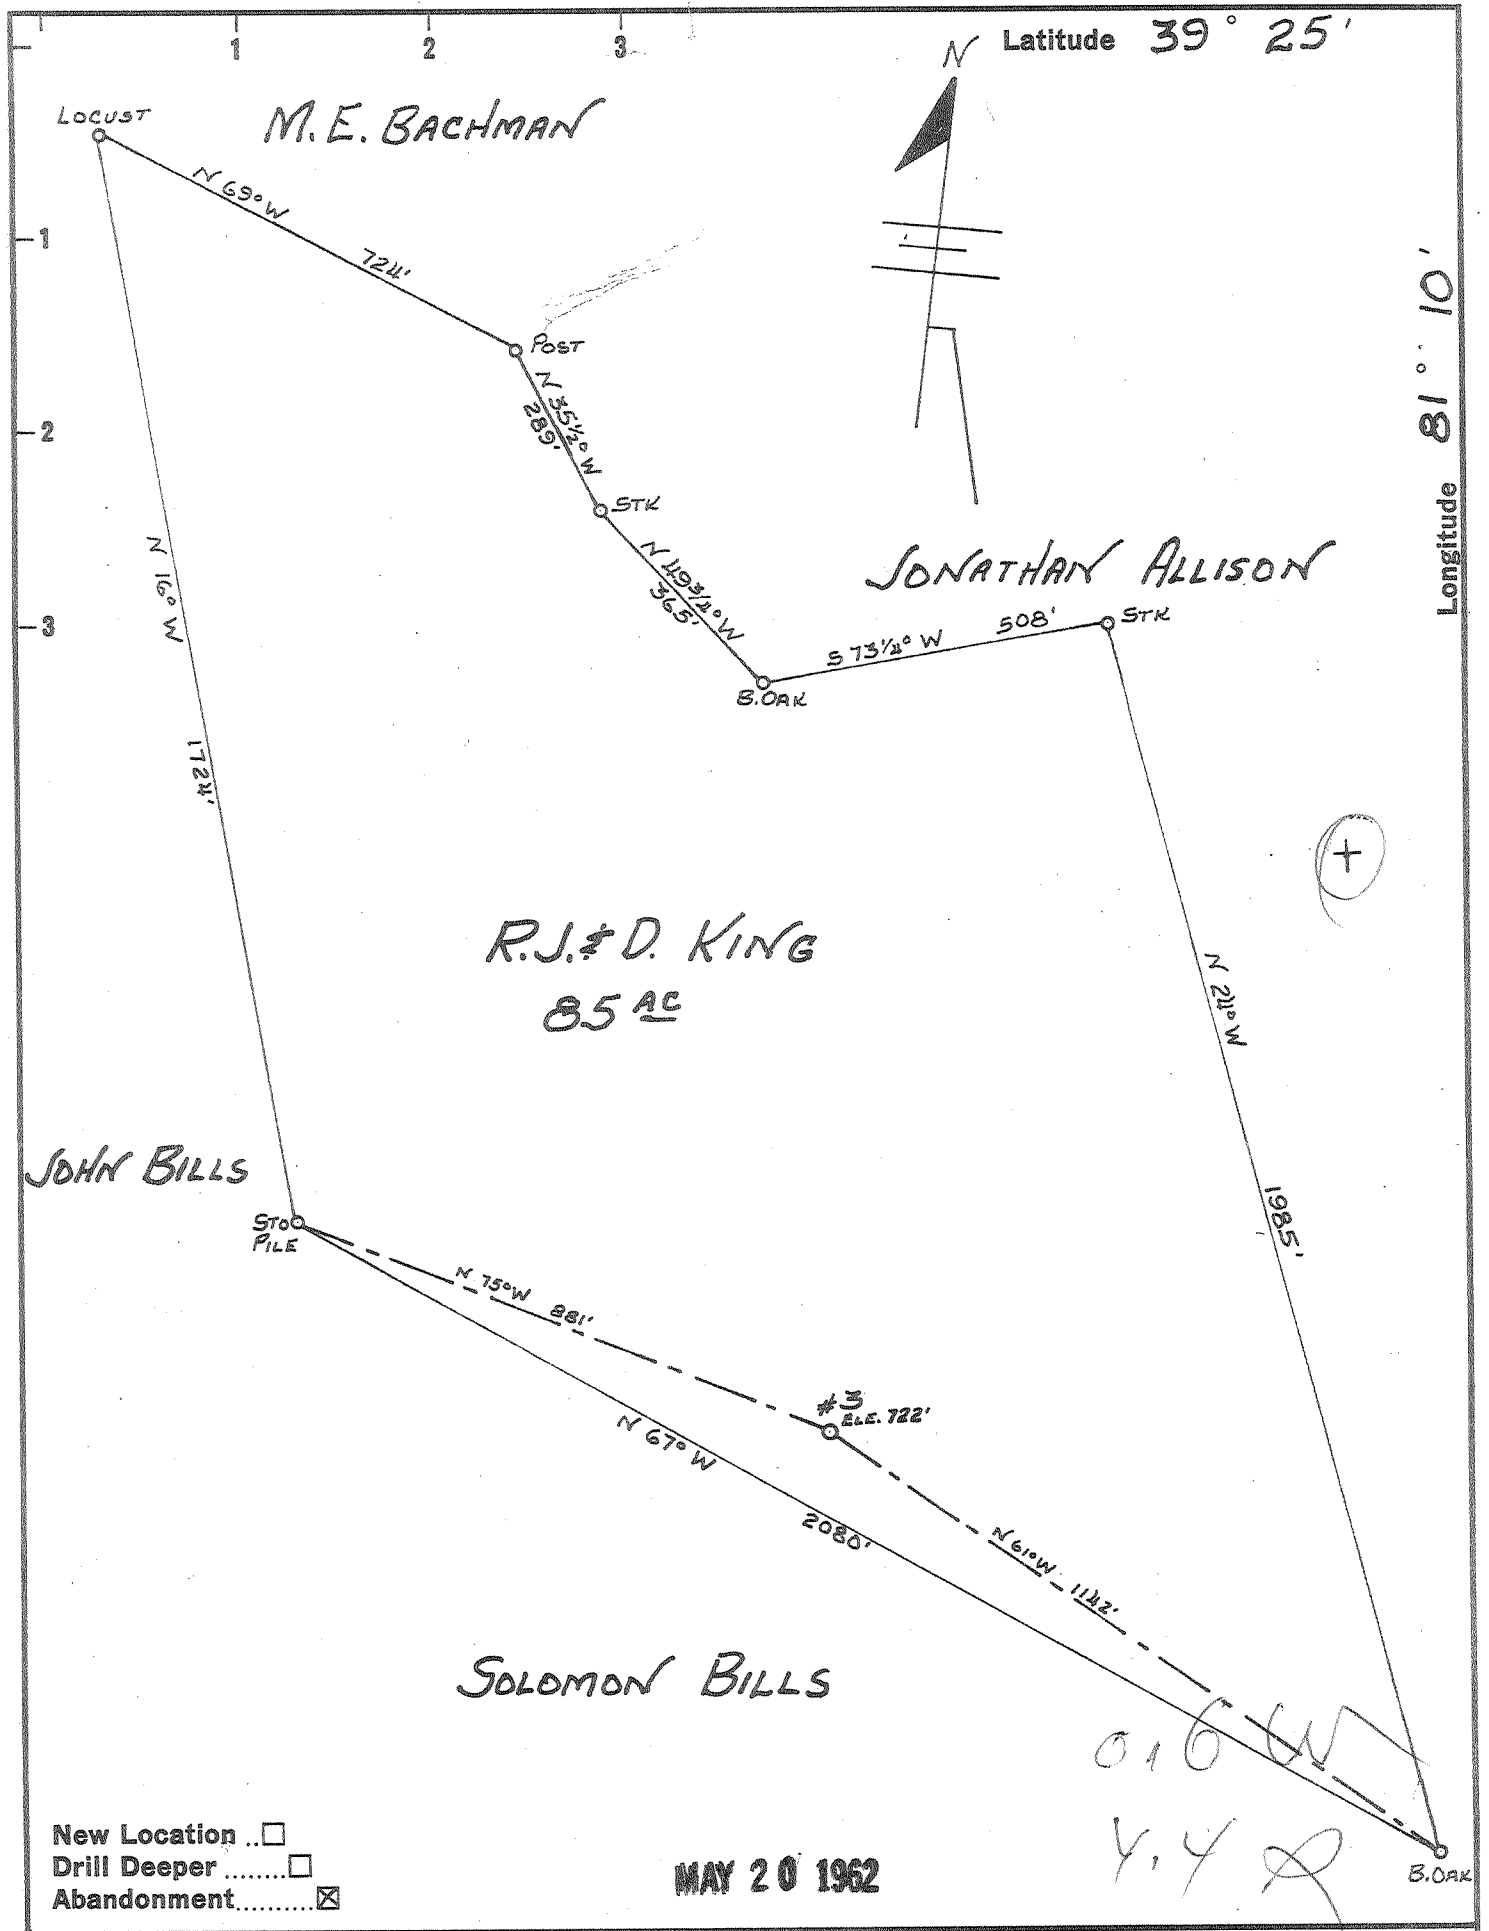 1 2 3
N
Latitude 39° 25'
LOCUST
M.E. BACHMAN
N 69° W
724'
1
Longitude 81° 10'
POST
N 35½° W
289'
2
STK
N 49¾° W
365'
JONATHAN ALLISON
3
S 73¼° W 508'
STK
B.OAK
N 16° W
1724'
+
R.J. & D. KING
85 AC
N 24° W
1985'
JOHN BILLS
STO
PILE
N 75° W 881'
#3
ELE. 722'
N 67° W
2080'
N 61° W 1142'
SOLOMON BILLS
0.6 W
4.4
New Location ..☐
Drill Deeper ........☐
Abandonment..........☒
MAY 20 1962
B.OAK